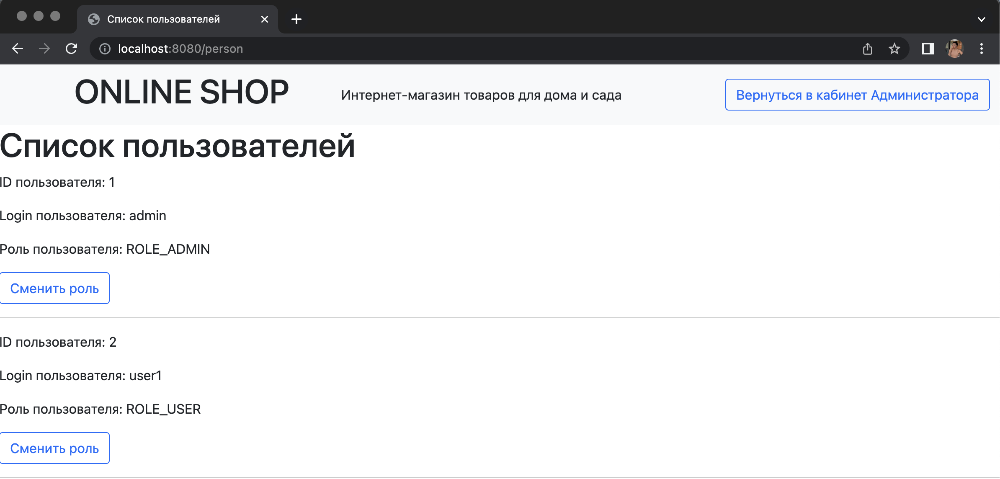 Список пользователей
localhost:8080/person
ONLINE SHOP
Интернет-магазин товаров для дома и сада
Вернуться в кабинет Администратора
Список пользователей
ID пользователя: 1
Login пользователя: admin
Роль пользователя: ROLE_ADMIN
Сменить роль
ID пользователя: 2
Login пользователя: user1
Роль пользователя: ROLE_USER
Сменить роль